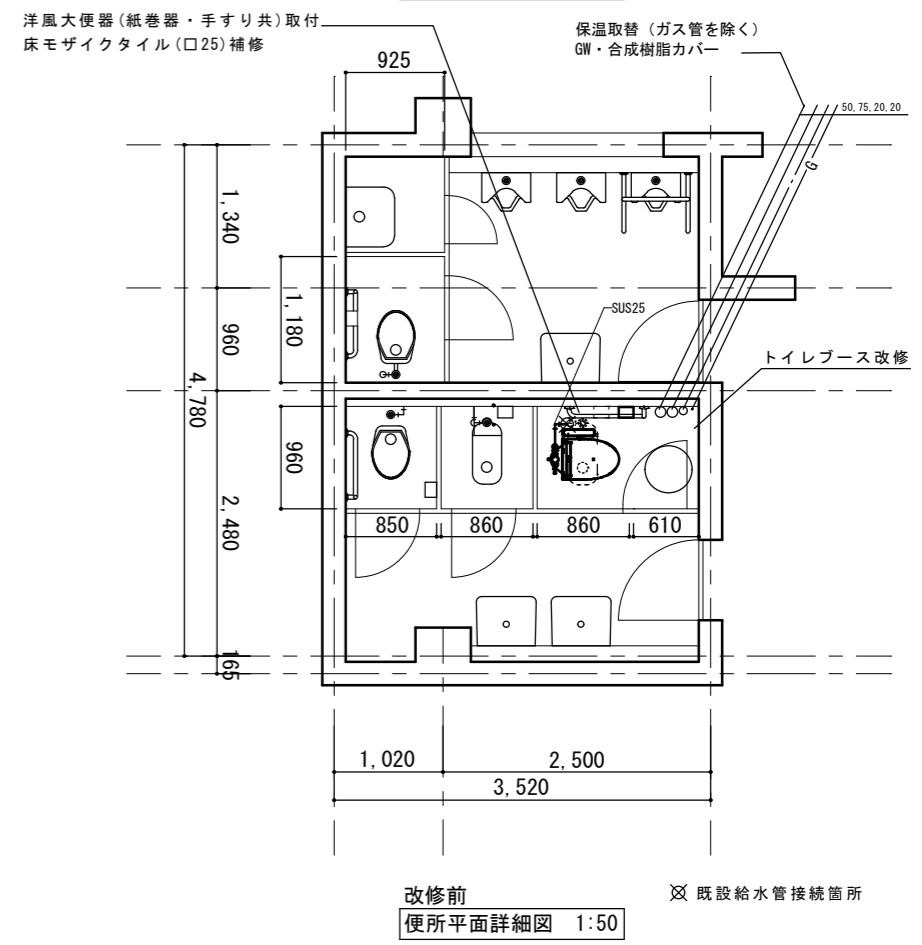 洋風大便器(紙巻器・手すり共)取付
床モザイクタイル(□25)補修
保温取替（ガス管を除く）
GW・合成樹脂カバー
925
50,75,20,20
G
1,340
1,180
960
SUS25
トイレブース改修
4,780
960
2,480
850
860
860
610
165
1,020
2,500
3,520
改修前
便所平面詳細図 1:50
既設給水管接続箇所